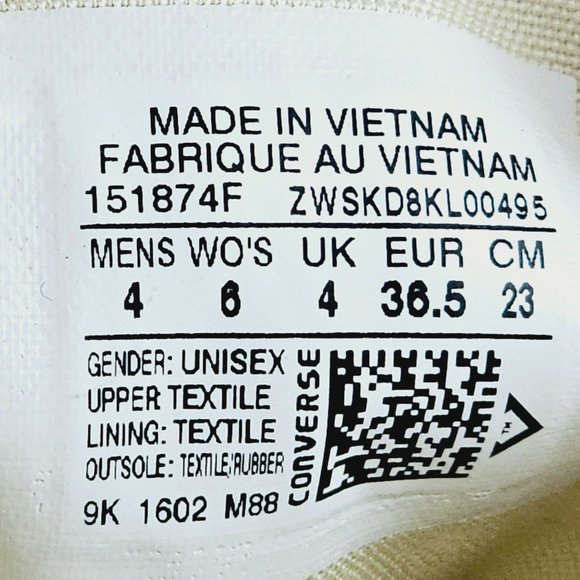 MADE IN VIETNAM
FABRIQUE AU VIETNAM
151874F ZWSKD8KL00495
MENS WO'S UK EUR CM
4 6 4 36.5 23
GENDER: UNISEX
UPPER TEXTILE
LINING: TEXTILE
OUTSOLE: TEXTILE/RUBBER
9K 1602 M88
CONVERSE
TM